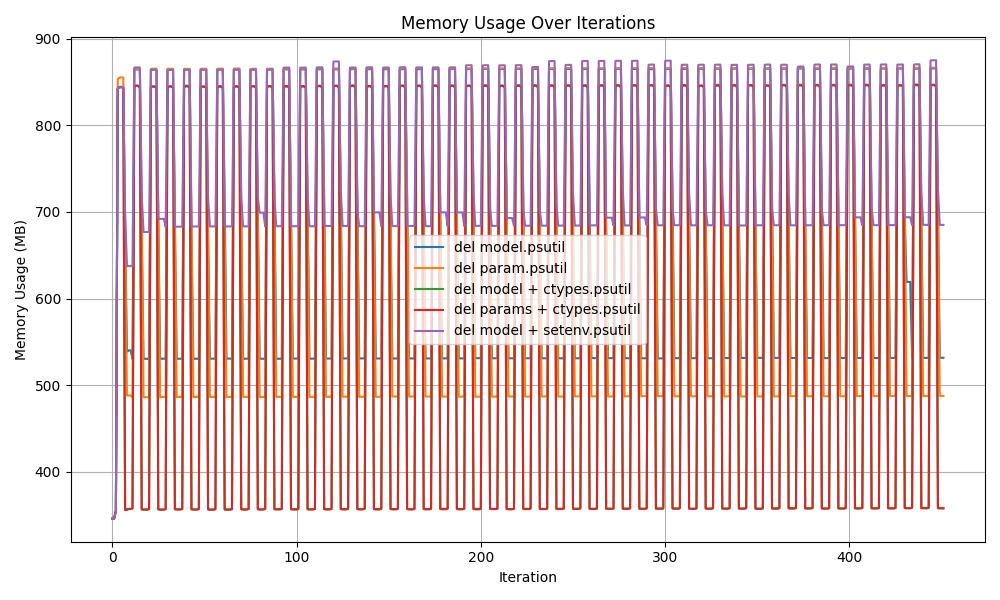 Memory Usage Over Iterations
900
800
700
600
500
400
Memory Usage (MB)
del model.psutil
del param.psutil
del model + ctypes.psutil
del params + ctypes.psutil
del model + setenv.psutil
0
100
200
300
400
Iteration